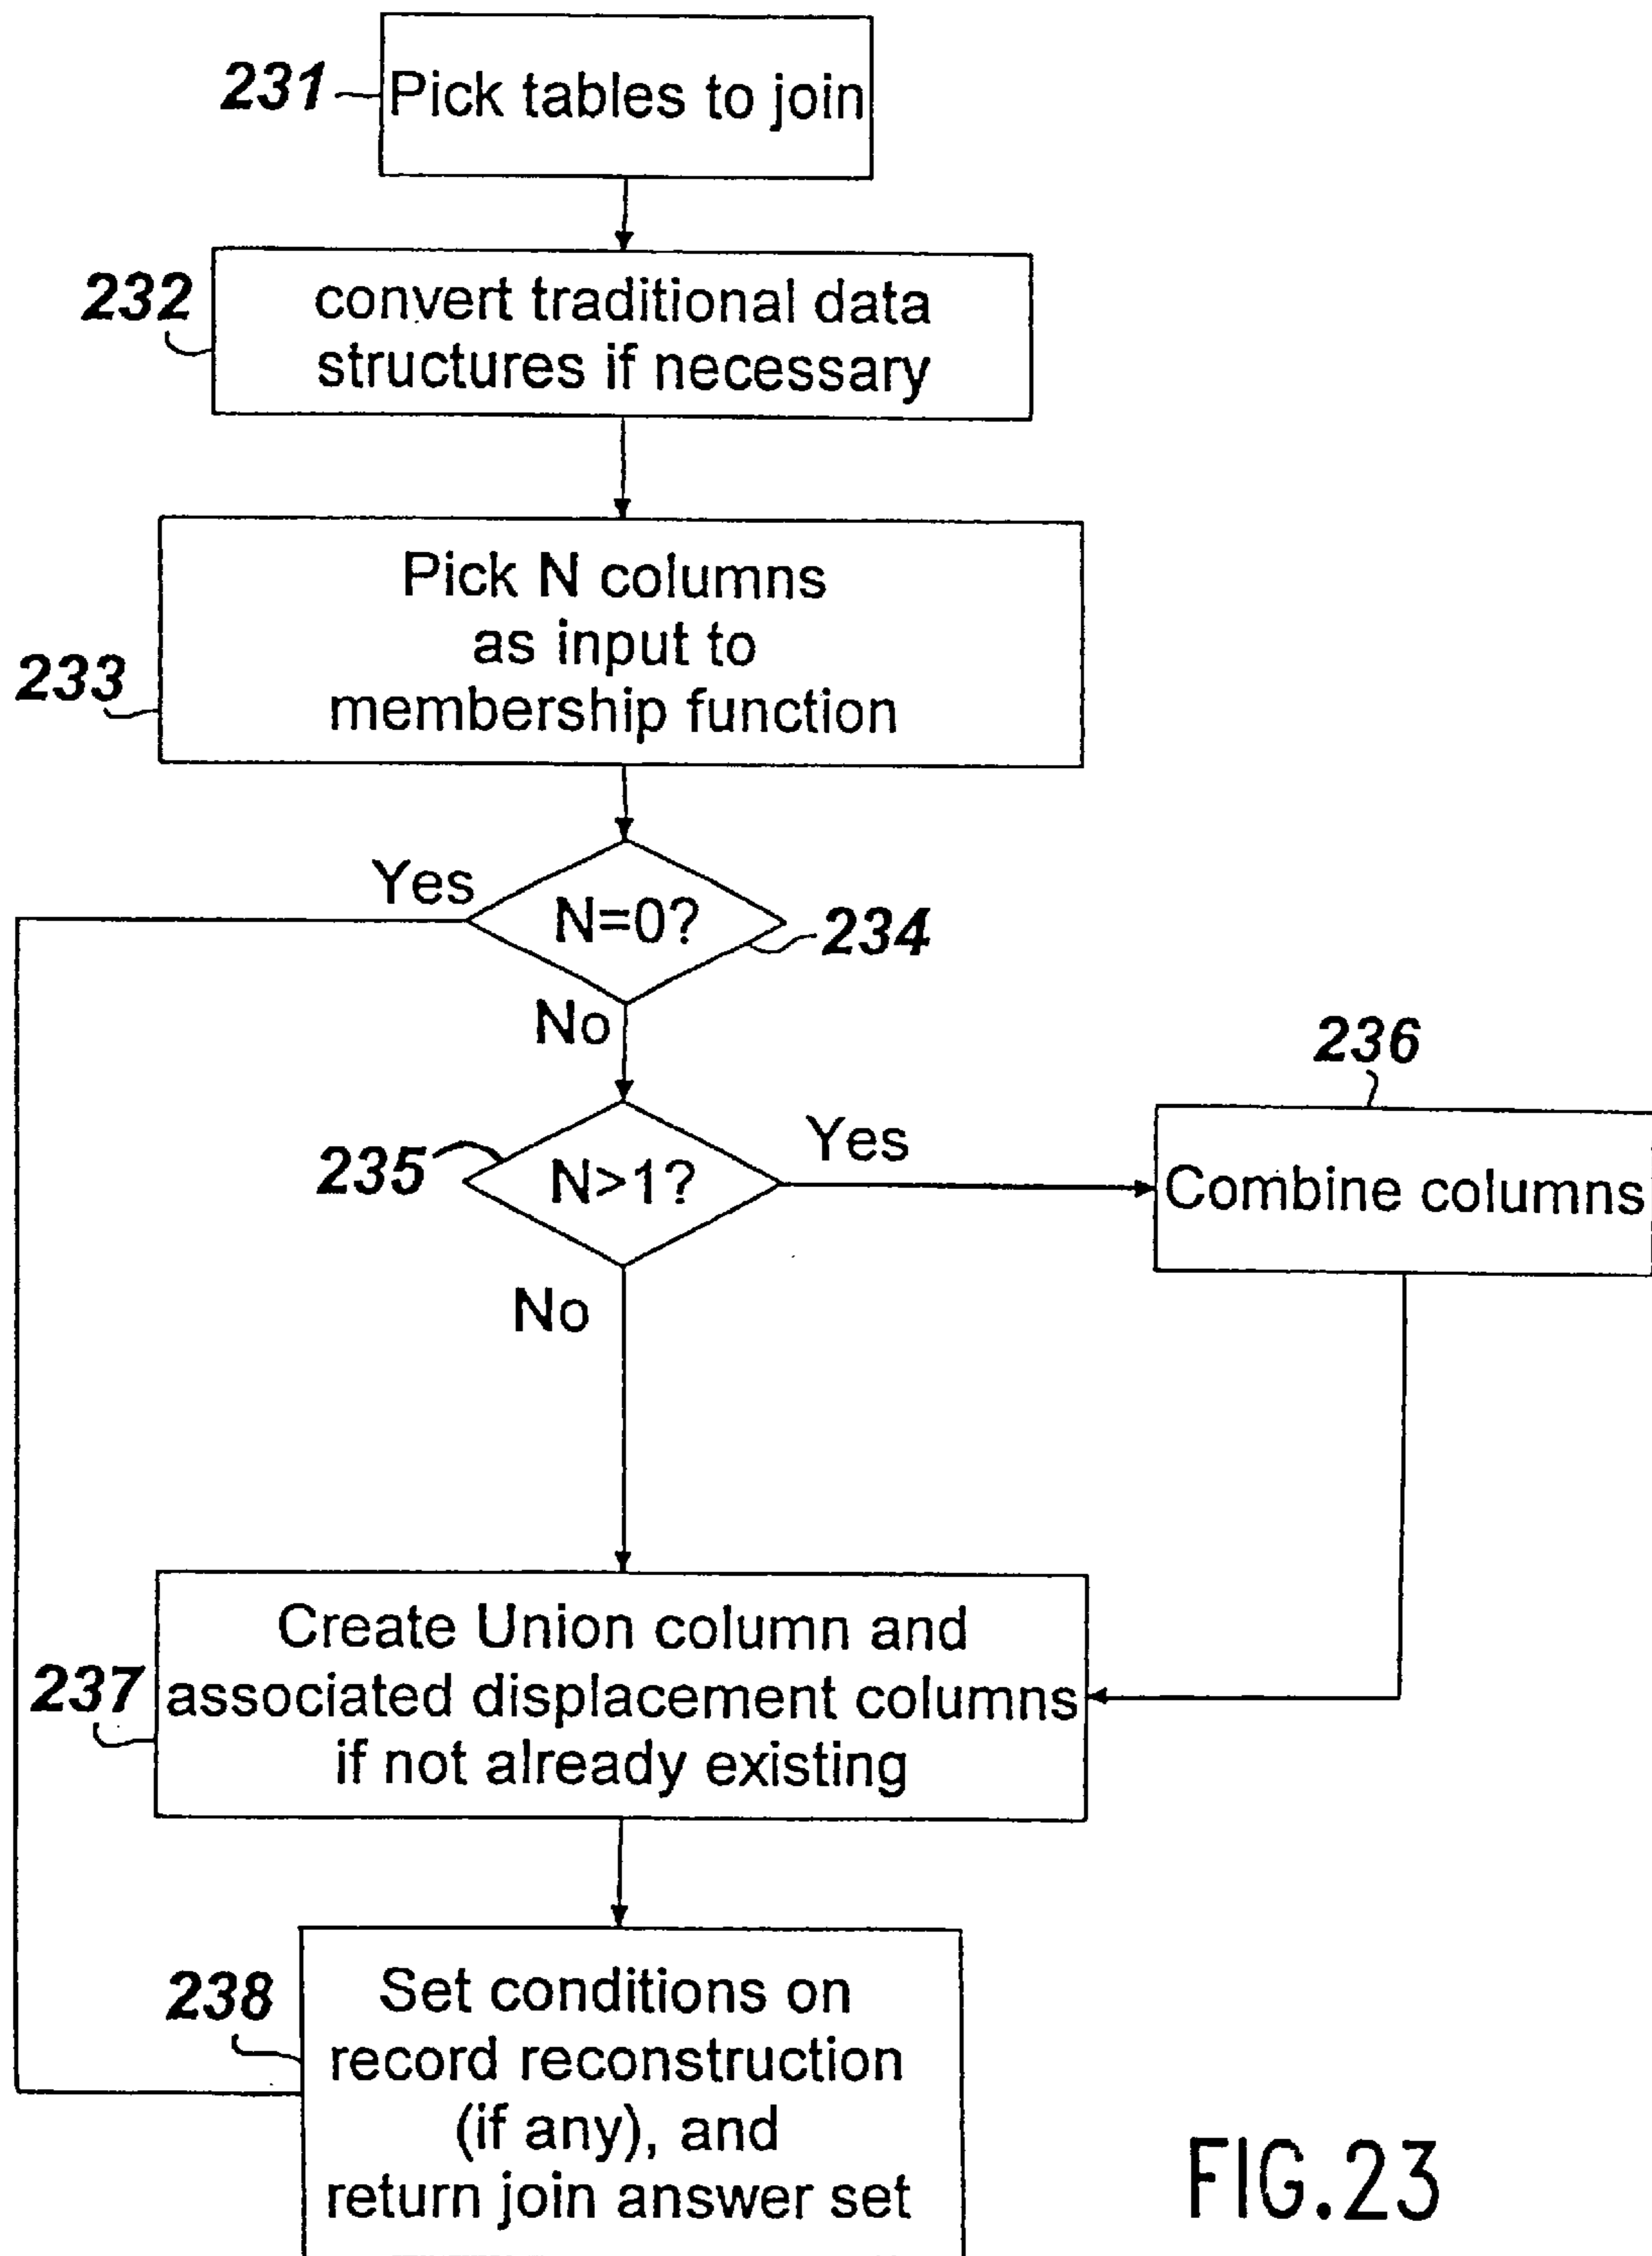 231
Pick tables to join
232
convert traditional data
structures if necessary
233
Pick N columns
as input to
membership function
Yes
N=0?
234
No
235
N>1?
Yes
236
Combine columns
No
237
Create Union column and
associated displacement columns
if not already existing
238
Set conditions on
record reconstruction
(if any), and
return join answer set
FIG.23